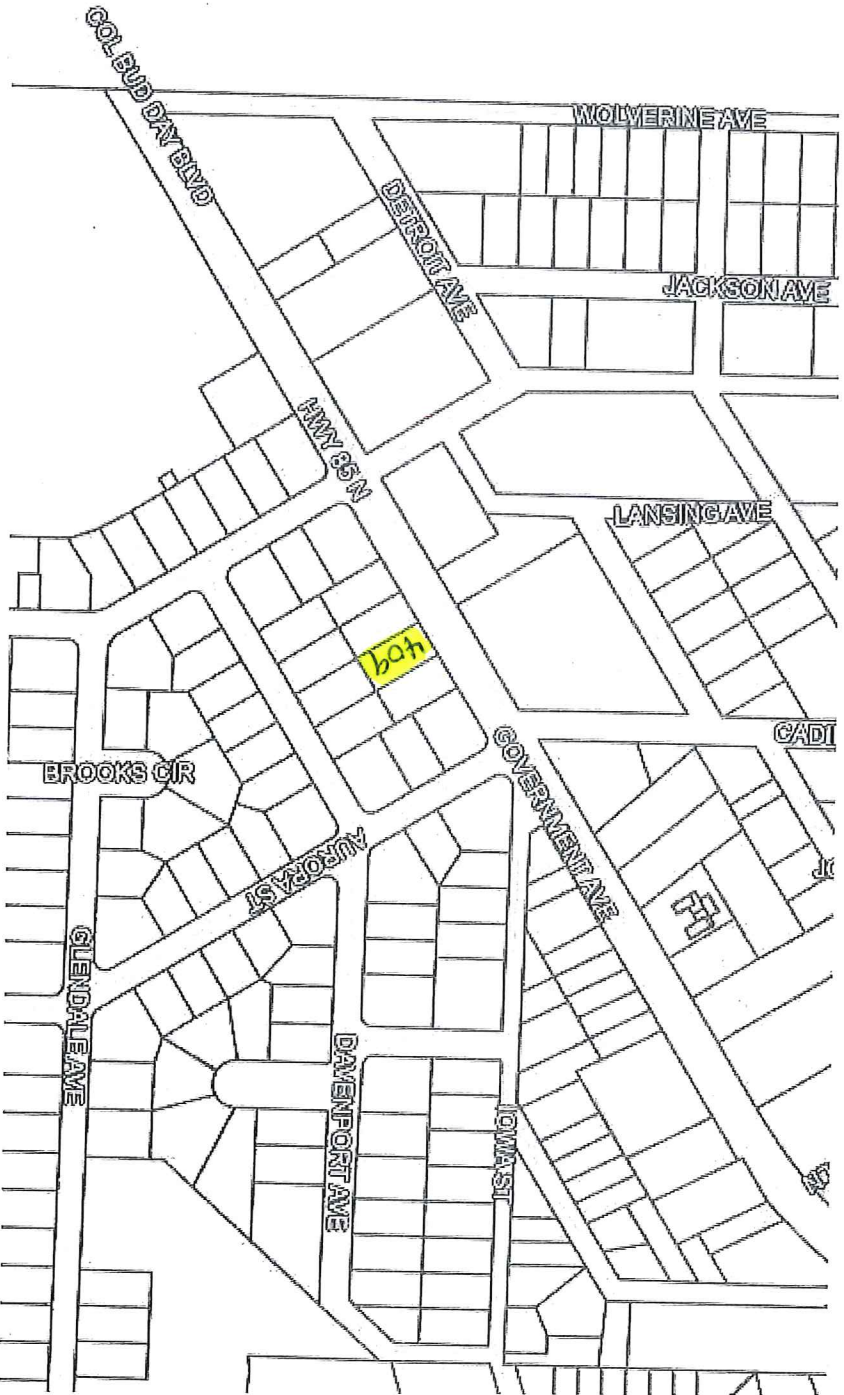 COL BUD DAY BLVD
WOLVERINE AVE
DETROIT AVE
JACKSON AVE
HWY 85 N
LANSING AVE
409
GOVERNMENT AVE
CADI
BROOKS CIR
AURORA ST
GLENDALE AVE
DAVENPORT AVE
IOWA ST